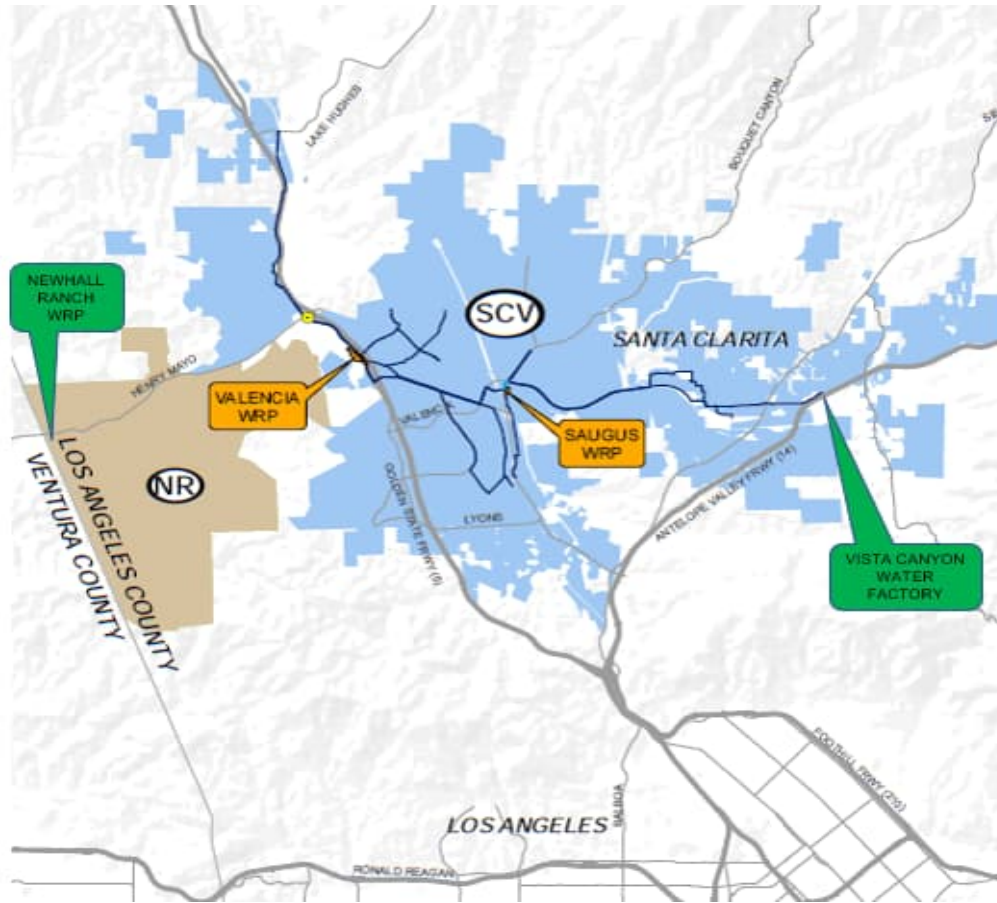 LAKE HUGHES
BOUQUET CANYON
NEWHALL
RANCH
WRP
SCV
SANTA CLARITA
HENRY MAYO
VALENCIA
WRP
VALENCIA
SAUGUS
WRP
NR
LOS ANGELES COUNTY
VENTURA COUNTY
GOLDEN STATE FRWY (5)
LYONS
ANTELOPE VALLEY FRWY (14)
VISTA CANYON
WATER
FACTORY
FOOTHILL FRWY (210)
BALBOA
LOS ANGELES
RONALD REAGAN